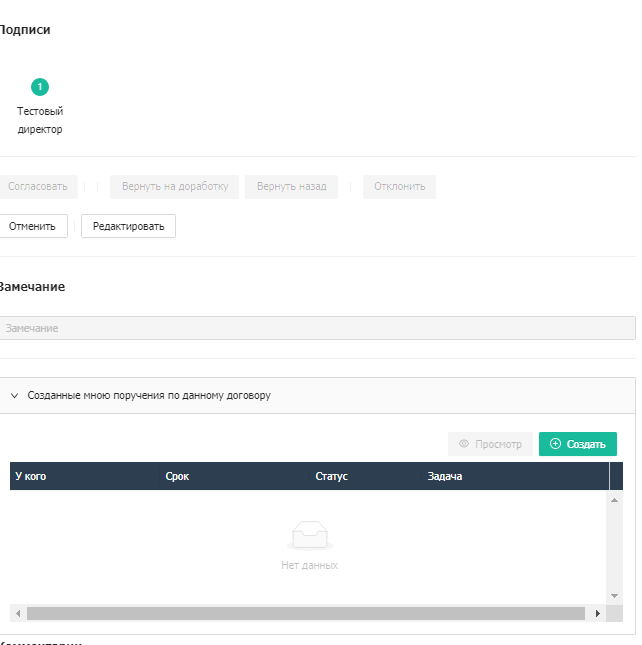 Подписи
1
Тестовый
директор
Согласовать Вернуть на доработку Вернуть назад Отклонить
Отменить Редактировать
Замечание
Замечание
Созданные мною поручения по данному договору
Просмотр Создать
У кого Срок Статус Задача
Нет данных